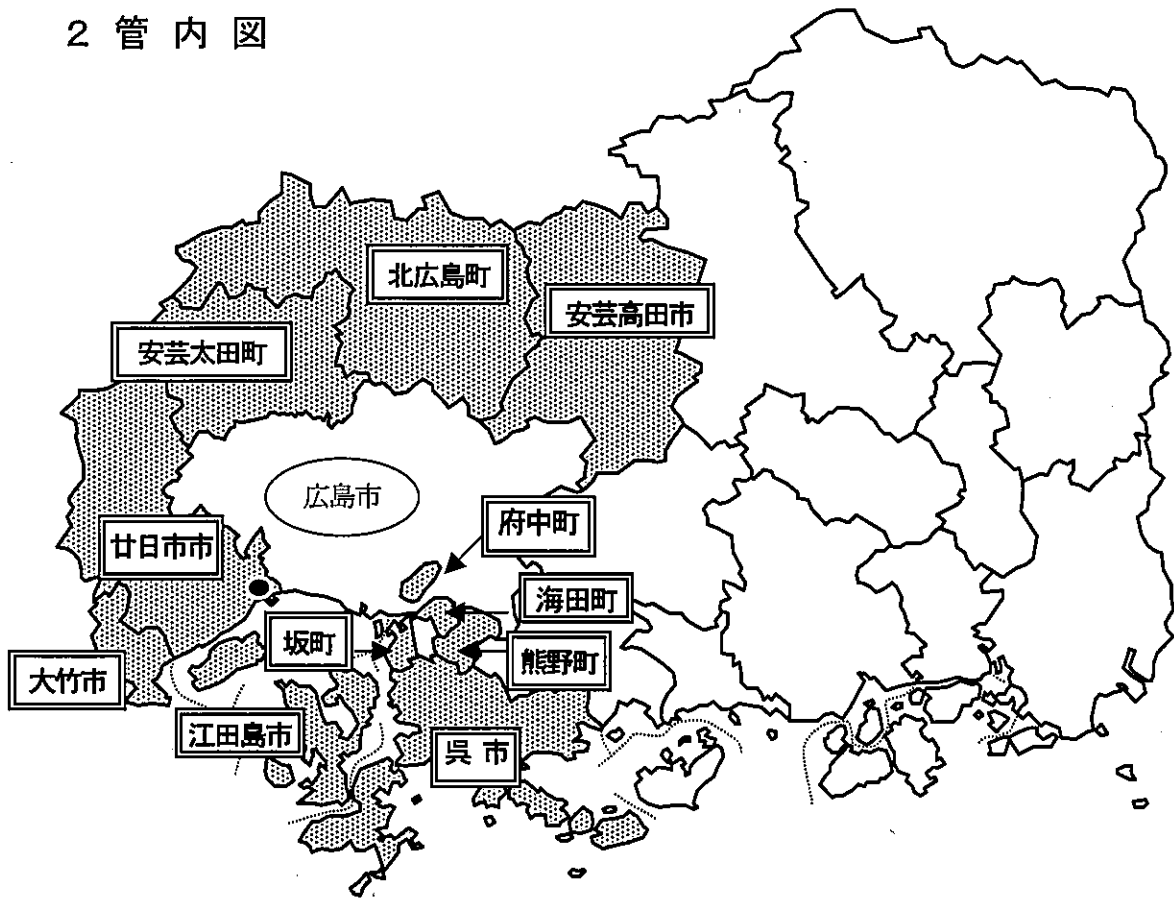 2 管 内 図
北広島町
安芸高田市
安芸太田町
広島市
府中町
廿日市市
海田町
坂町
熊野町
大竹市
江田島市
呉 市